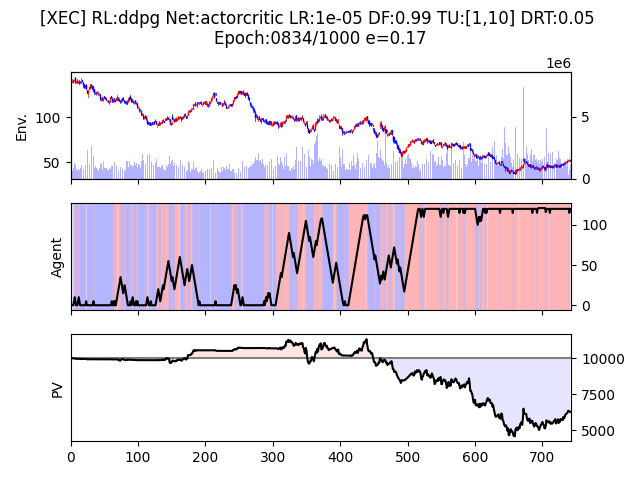 [XEC] RL:ddpg Net:actorcritic LR:1e-05 DF:0.99 TU:[1,10] DRT:0.05
Epoch:0834/1000 e=0.17
1e6
Env.
100
50
5
0
Agent
100
50
0
PV
10000
7500
5000
0 100 200 300 400 500 600 700